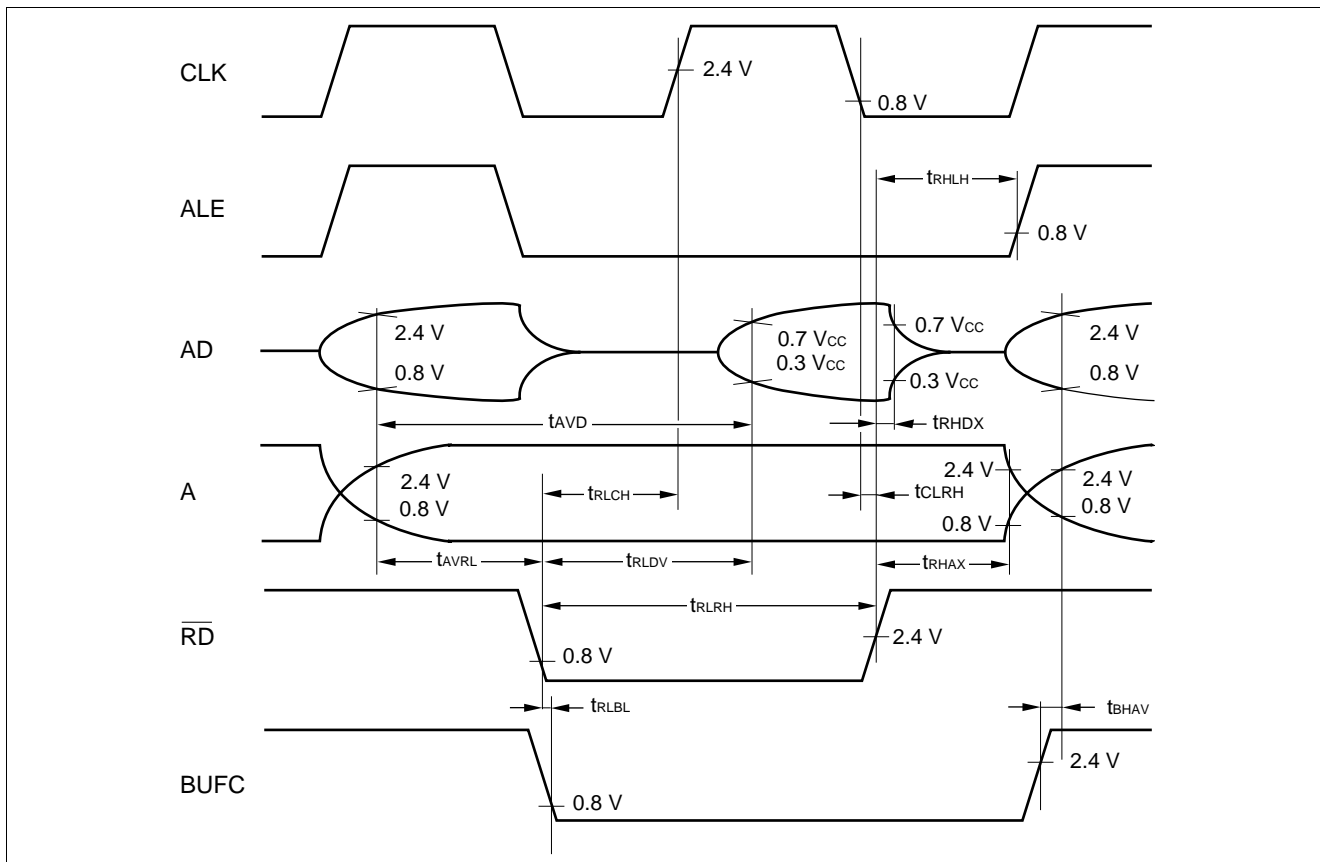 CLK
2.4 V
0.8 V
tRHLH
ALE
0.8 V
AD
2.4 V
0.8 V
0.7 VCC
0.3 VCC
0.7 VCC
0.3 VCC
2.4 V
0.8 V
tAVD
tRHDX
A
2.4 V
0.8 V
tRLCH
tCLRH
2.4 V
0.8 V
2.4 V
0.8 V
tAVRL
tRLDV
tRHAX
tRLRH
RD
0.8 V
2.4 V
tRLBL
tBHAV
BUFC
0.8 V
2.4 V